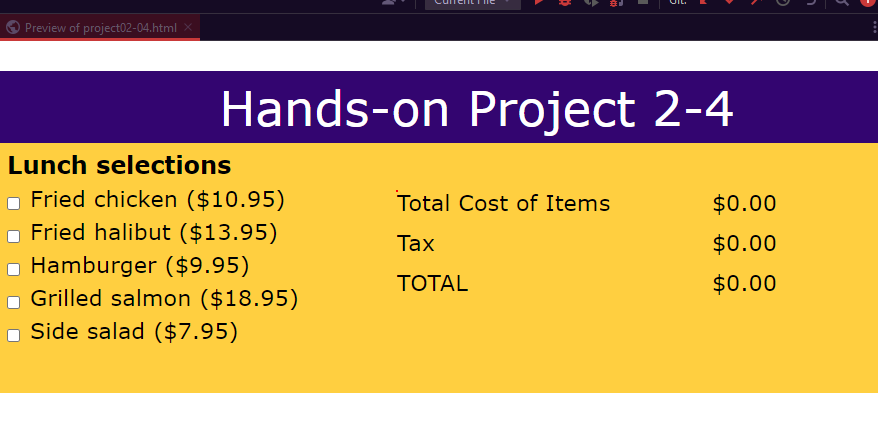 Current File
Git:
Preview of project02-04.html
Hands-on Project 2-4
Lunch selections
Fried chicken ($10.95)
Fried halibut ($13.95)
Hamburger ($9.95)
Grilled salmon ($18.95)
Side salad ($7.95)
Total Cost of Items $0.00
Tax $0.00
TOTAL $0.00